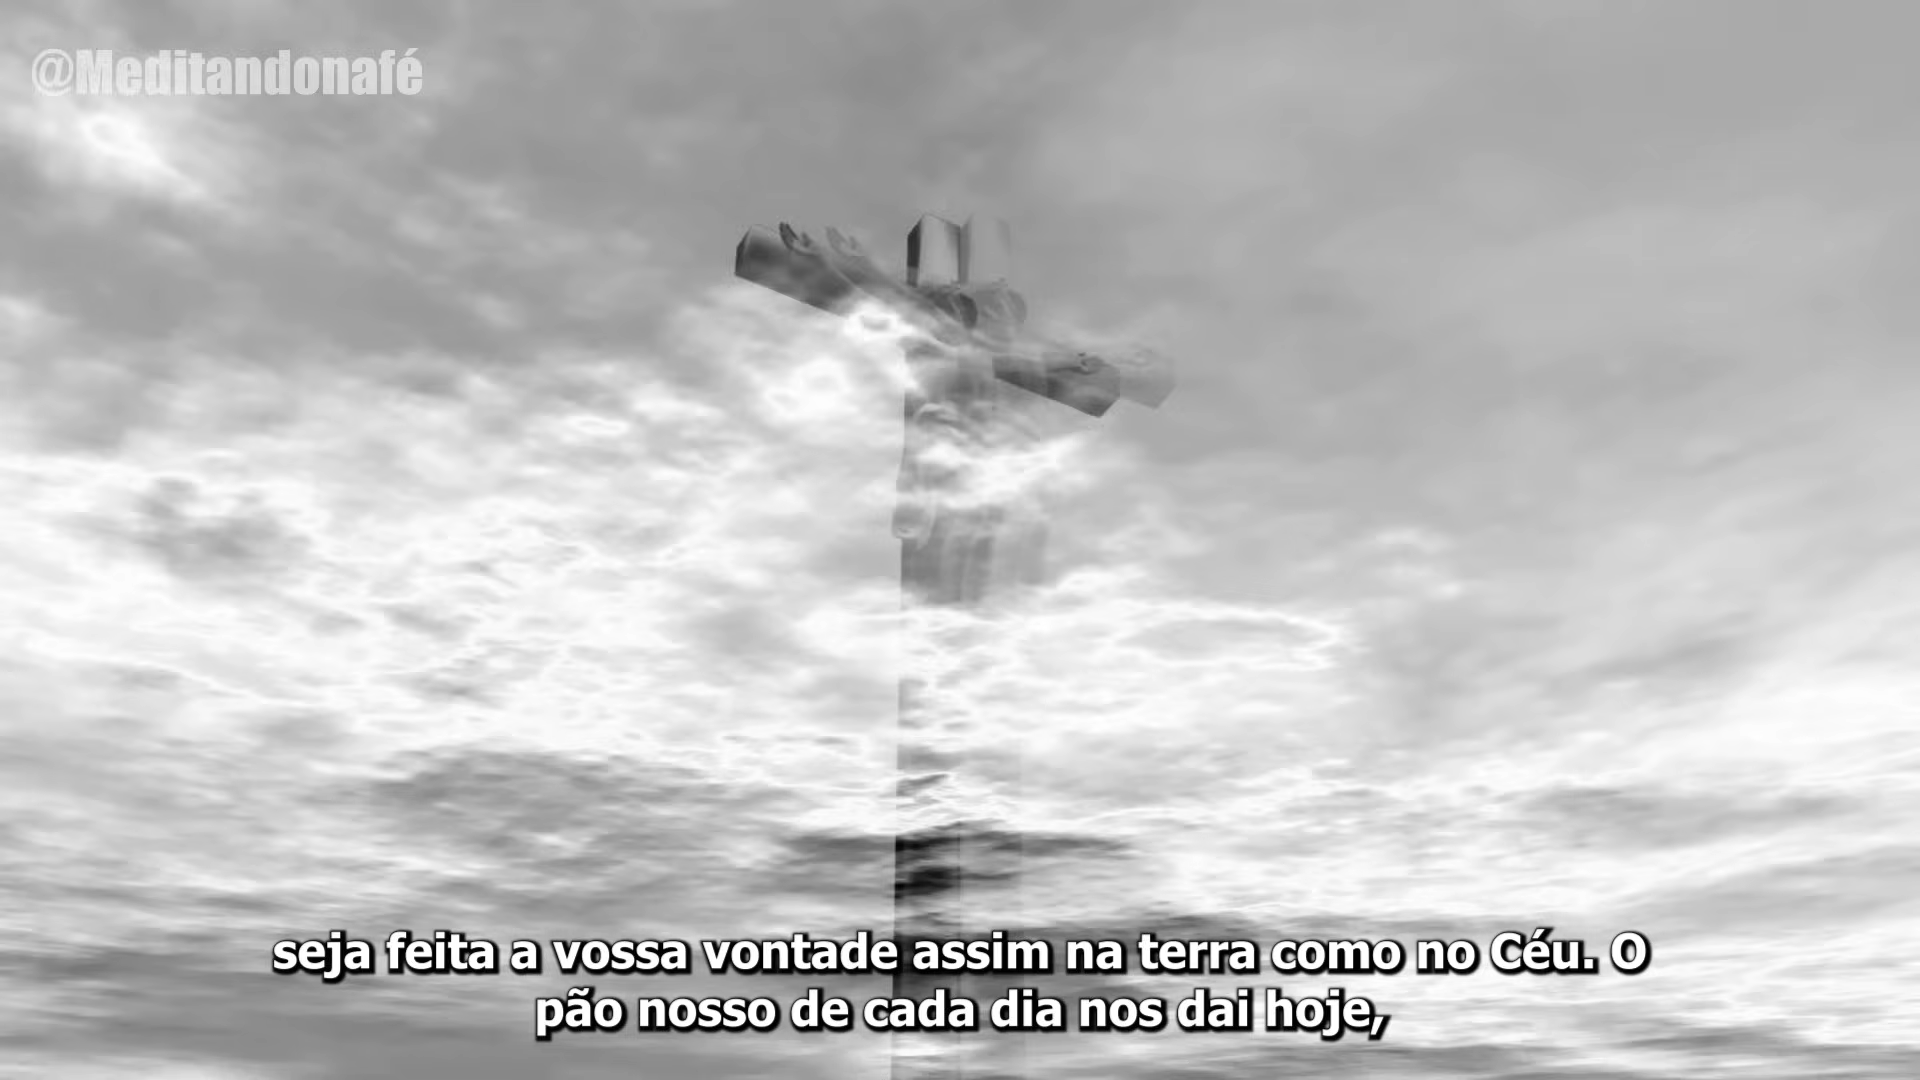 @Meditandonafé
seja feita a vossa vontade assim na terra como no Céu. O
pão nosso de cada dia nos dai hoje,